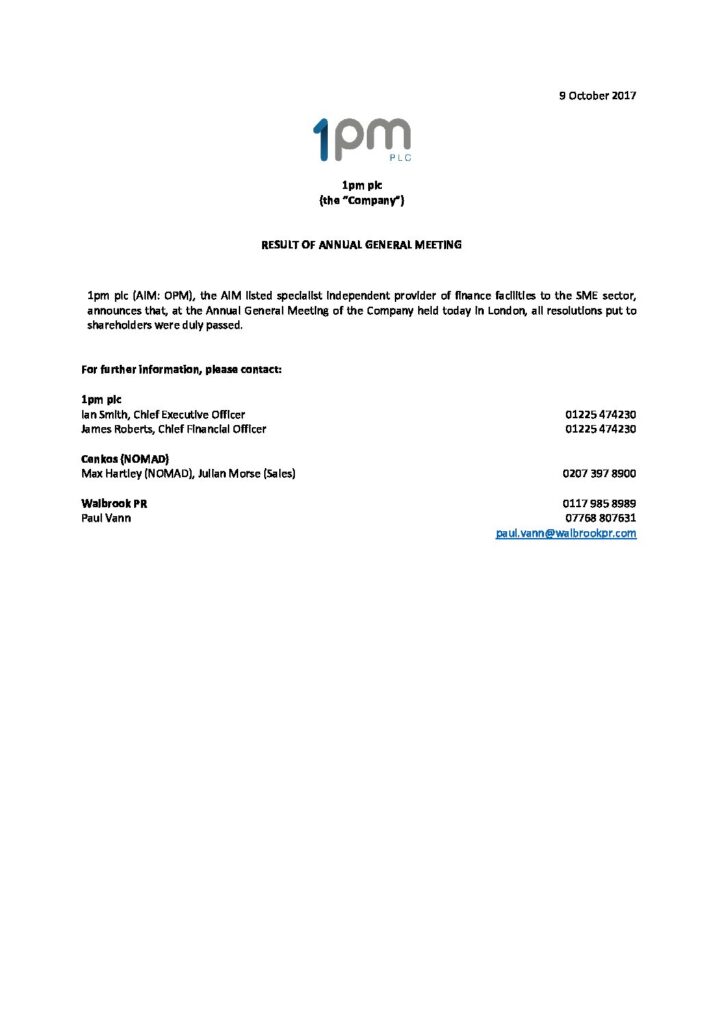 9 October 2017
1pm
PLC
1pm plc
(the “Company”)
RESULT OF ANNUAL GENERAL MEETING
1pm plc (AIM: OPM), the AIM listed specialist independent provider of finance facilities to the SME sector,
announces that, at the Annual General Meeting of the Company held today in London, all resolutions put to
shareholders were duly passed.
For further information, please contact:
1pm plc
Ian Smith, Chief Executive Officer 01225 474230
James Roberts, Chief Financial Officer 01225 474230
Cenkos (NOMAD)
Max Hartley (NOMAD), Julian Morse (Sales) 0207 397 8900
Walbrook PR 0117 985 8989
Paul Vann 07768 807631
paul.vann@walbrookpr.com